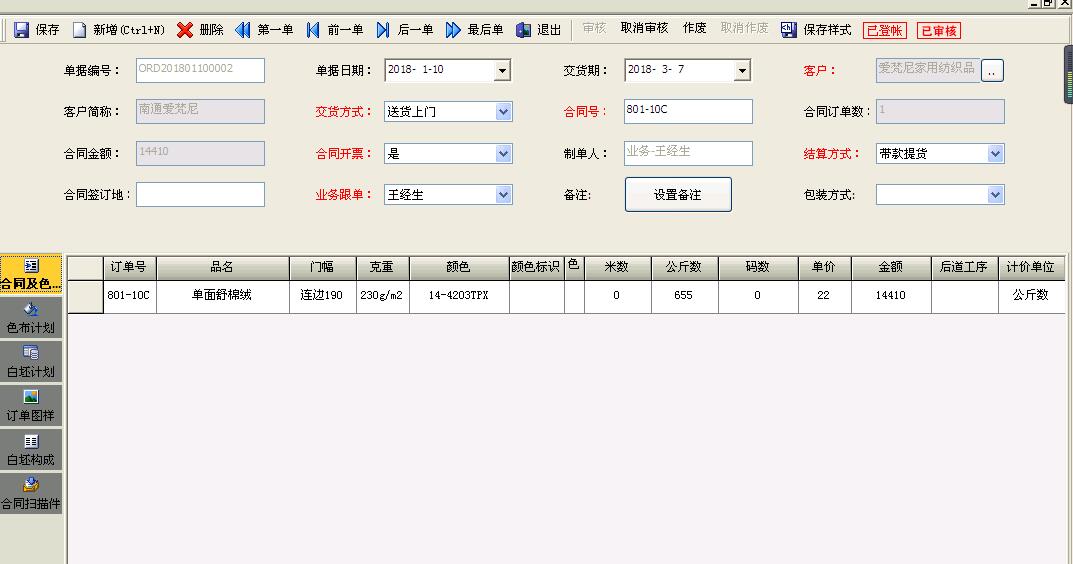 保存 新增(Ctrl+N) 删除 第一单 前一单 后一单 最后单 退出 审核 取消审核 作废 取消作废 保存样式 已登帐 已审核
单据编号： ORD201801100002 单据日期： 2018- 1-10 交货期： 2018- 3- 7 客户： 爱梵尼家用纺织品 ..
客户简称： 南通爱梵尼 交货方式： 送货上门 合同号： 801-10C 合同订单数： 1
合同金额： 14410 合同开票： 是 制单人： 业务-王经生 结算方式： 带款提货
合同签订地： 业务跟单： 王经生 备注: 设置备注 包装方式:
合同及色...
色布计划
白坯计划
订单图样
白坯构成
合同扫描件
订单号 品名 门幅 克重 颜色 颜色标识 色 米数 公斤数 码数 单价 金额 后道工序 计价单位
801-10C 单面舒棉绒 连边190 230g/m2 14-4203TPX 0 655 0 22 14410 公斤数